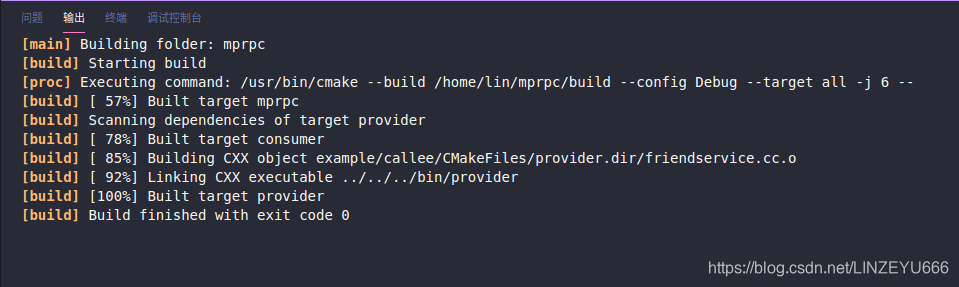 问题 输出 终端 调试控制台
[main] Building folder: mprpc
[build] Starting build
[proc] Executing command: /usr/bin/cmake --build /home/lin/mprpc/build --config Debug --target all -j 6 --
[build] [ 57%] Built target mprpc
[build] Scanning dependencies of target provider
[build] [ 78%] Built target consumer
[build] [ 85%] Building CXX object example/callee/CMakeFiles/provider.dir/friendservice.cc.o
[build] [ 92%] Linking CXX executable ../../../bin/provider
[build] [100%] Built target provider
[build] Build finished with exit code 0
https://blog.csdn.net/LINZEYU666